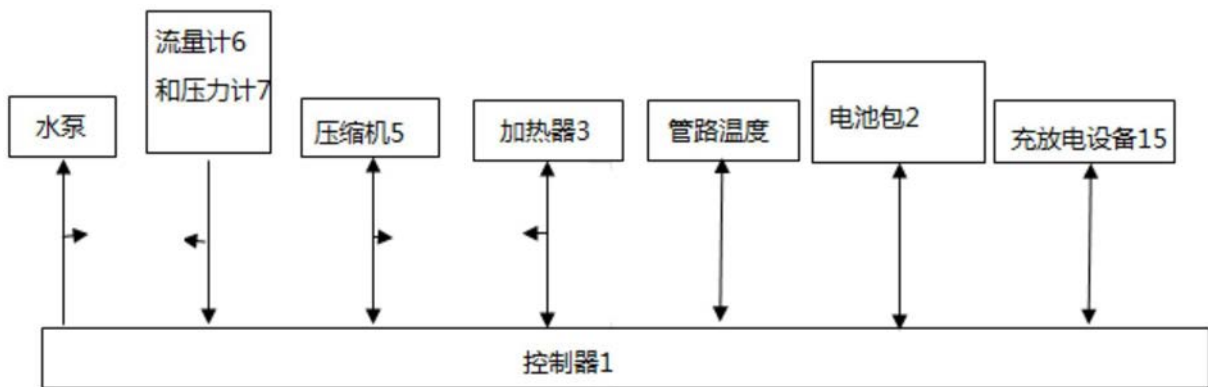 流量计6
和压力计7
水泵
压缩机5
加热器3
管路温度
电池包2
充放电设备15
控制器1